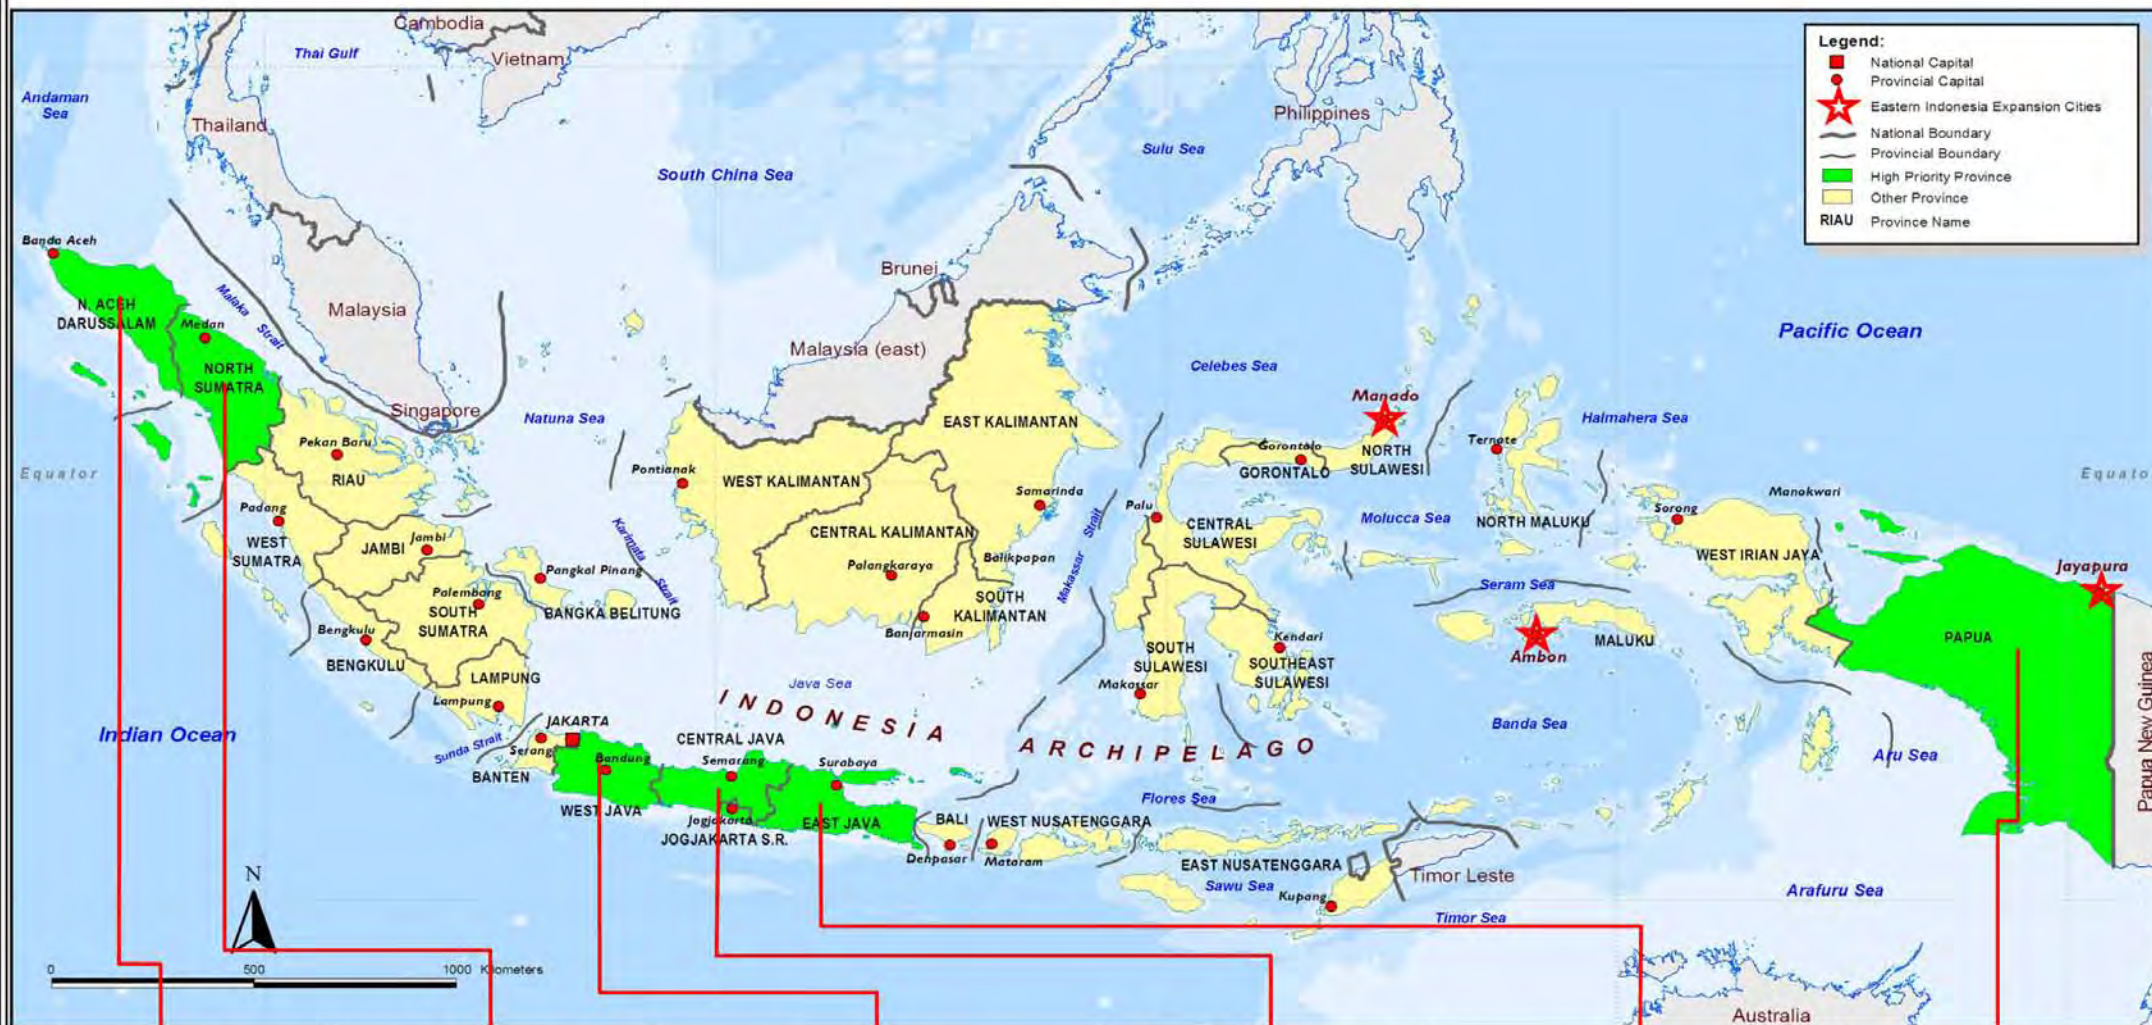 Cambodia
Thai Gulf
Vietnam
Andaman
Sea
Thailand
South China Sea
Sulu Sea
Philippines
Legend:
National Capital
Provincial Capital
Eastern Indonesia Expansion Cities
National Boundary
Provincial Boundary
High Priority Province
Other Province
RIAU Province Name
Banda Aceh
N. ACEH
DARUSSALAM
Medan
Malaka Strait
Malaysia
NORTH
SUMATRA
Brunei
Malaysia (east)
Pacific Ocean
Celebes Sea
Singapore
Natuna Sea
Manado
Halmahera Sea
EAST KALIMANTAN
Pekan Baru
RIAU
Equator
Pontianak
WEST KALIMANTAN
Gorontalo
GORONTALO
NORTH
SULAWESI
Ternate
Equato
Samarinda
Manokwari
Padang
WEST
SUMATRA
JAMBI
Jambi
Karimata Strait
CENTRAL KALIMANTAN
Makassar Strait
Palu
CENTRAL
SULAWESI
Molucca Sea
NORTH MALUKU
Sorong
WEST IRIAN JAYA
Pangkal Pinang
BANGKA BELITUNG
Palangkaraya
Balikpapan
Seram Sea
Jayapura
Palembang
SOUTH
SUMATRA
SOUTH
KALIMANTAN
Banjarmasin
Bengkulu
BENGKULU
SOUTH
SULAWESI
Kendari
SOUTHEAST
SULAWESI
Ambon
MALUKU
PAPUA
LAMPUNG
Lampung
Java Sea
Makassar
Papua New Guinea
INDONESIA
ARCHIPELAGO
Banda Sea
Indian Ocean
Sunda Strait
JAKARTA
Serang
BANTEN
Bandung
WEST JAVA
CENTRAL JAVA
Semarang
Surabaya
Aru Sea
Jogjakarta
JOGJAKARTA S.R.
EAST JAVA
BALI
Denpasar
WEST NUSATENGGARA
Mataram
Flores Sea
EAST NUSATENGGARA
Sawu Sea
Kupang
Timor Leste
Timor Sea
Arafuru Sea
N
0 500 1000 Kilometers
Australia